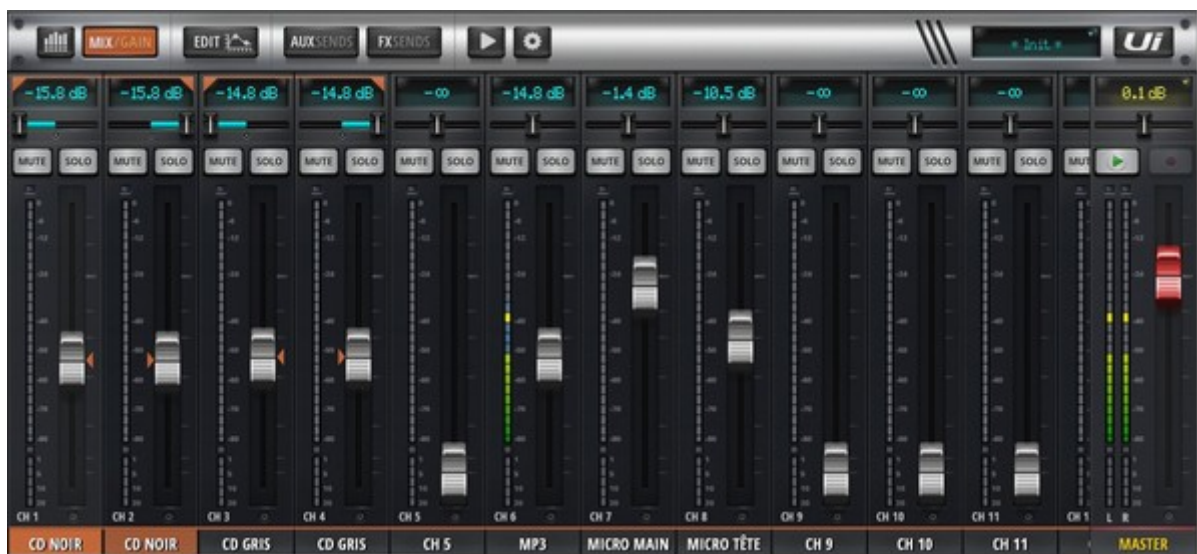 MIX/GAIN EDIT AUXSENDS FXSENDS * Init * Ui
-15.8 dB -15.8 dB -14.8 dB -14.8 dB -∞ -14.8 dB -1.4 dB -10.5 dB -∞ -∞ -∞ 0.1 dB
MUTE SOLO MUTE SOLO MUTE SOLO MUTE SOLO MUTE SOLO MUTE SOLO MUTE SOLO MUTE SOLO MUTE SOLO MUTE SOLO MUTE SOLO MUT
CH 1 CH 2 CH 3 CH 4 CH 5 CH 6 CH 7 CH 8 CH 9 CH 10 CH 11 CH 1 L R
CD NOIR CD NOIR CD GRIS CD GRIS CH 5 MP3 MICRO MAIN MICRO TÊTE CH 9 CH 10 CH 11 MASTER